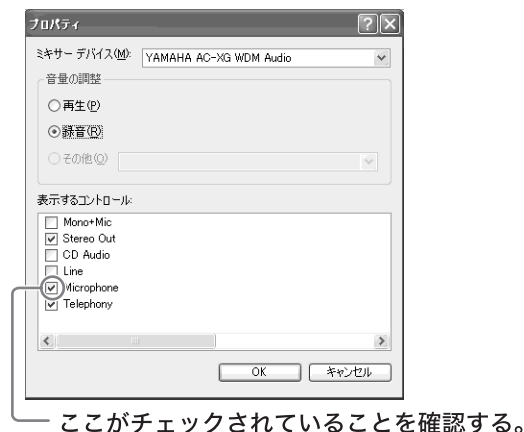 プロパティ
ミキサー デバイス(M): YAMAHA AC-XG WDM Audio
音量の調整
再生(P)
録音(R)
その他(O)
表示するコントロール:
Mono+Mic
Stereo Out
CD Audio
Line
Microphone
Telephony
OK キャンセル
ここがチェックされていることを確認する。